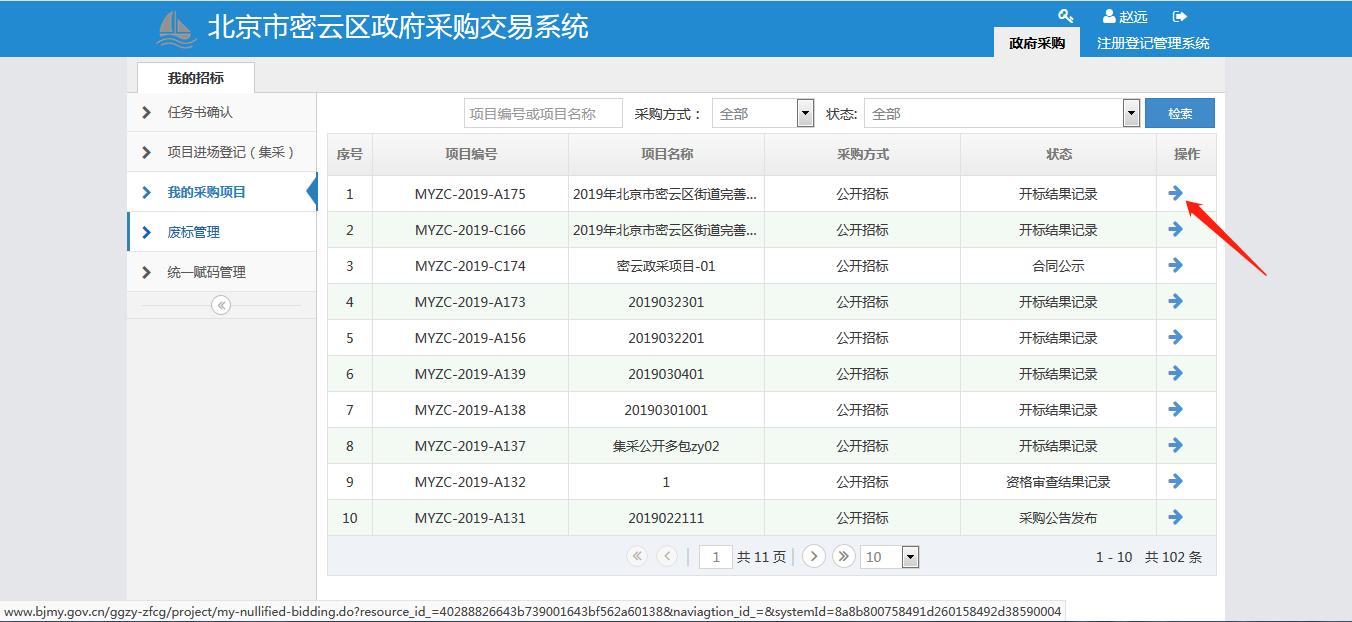 北京市密云区政府采购交易系统
赵远
政府采购
注册登记管理系统
我的招标
任务书确认
项目进场登记（集采）
我的采购项目
废标管理
统一赋码管理
项目编号或项目名称 采购方式： 全部 状态: 全部 检索
序号 项目编号 项目名称 采购方式 状态 操作
1 MYZC-2019-A175 2019年北京市密云区街道完善... 公开招标 开标结果记录
2 MYZC-2019-C166 2019年北京市密云区街道完善... 公开招标 开标结果记录
3 MYZC-2019-C174 密云政采项目-01 公开招标 合同公示
4 MYZC-2019-A173 2019032301 公开招标 开标结果记录
5 MYZC-2019-A156 2019032201 公开招标 开标结果记录
6 MYZC-2019-A139 2019030401 公开招标 开标结果记录
7 MYZC-2019-A138 20190301001 公开招标 开标结果记录
8 MYZC-2019-A137 集采公开多包zy02 公开招标 开标结果记录
9 MYZC-2019-A132 1 公开招标 资格审查结果记录
10 MYZC-2019-A131 2019022111 公开招标 采购公告发布
1 共 11 页 10 1 - 10 共 102 条
www.bjmy.gov.cn/ggzy-zfcg/project/my-nullified-bidding.do?resource_id_=40288826643b739001643bf562a60138&naviagtion_id_=&systemId=8a8b800758491d260158492d38590004